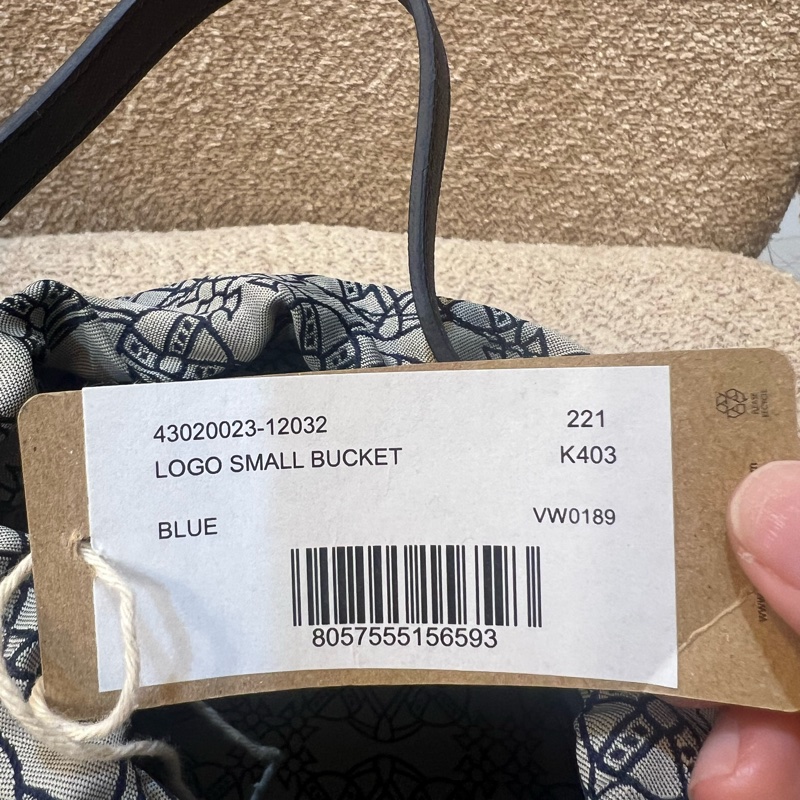 43020023-12032 221
LOGO SMALL BUCKET K403
BLUE VW0189
8057555156593